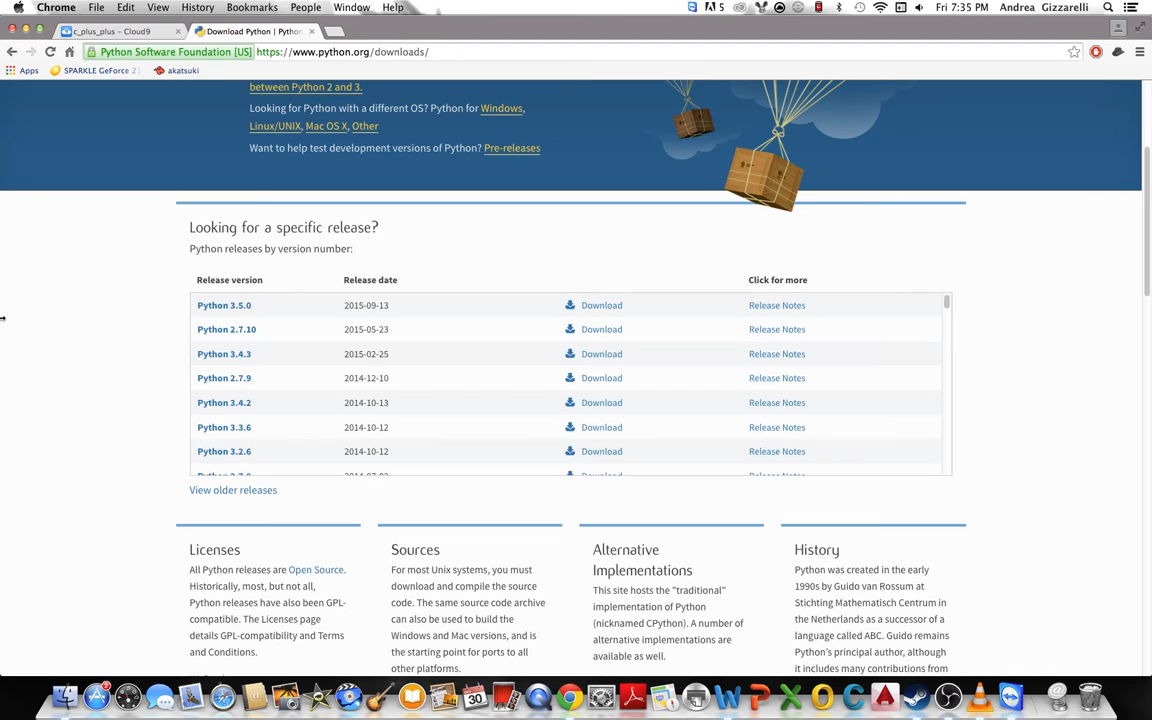 Chrome File Edit View History Bookmarks People Window Help 5 Fri 7:35 PM Andrea Gizzarelli
c_plus_plus - Cloud9 × Download Python | Python. ×
Python Software Foundation [US] https://www.python.org/downloads/
Apps SPARKLE GeForce akatsuki
between Python 2 and 3.
Looking for Python with a different OS? Python for Windows,
Linux/UNIX, Mac OS X, Other
Want to help test development versions of Python? Pre-releases
Looking for a specific release?
Python releases by version number:
Release version Release date Click for more
Python 3.5.0 2015-09-13 Download Release Notes
Python 2.7.10 2015-05-23 Download Release Notes
Python 3.4.3 2015-02-25 Download Release Notes
Python 2.7.9 2014-12-10 Download Release Notes
Python 3.4.2 2014-10-13 Download Release Notes
Python 3.3.6 2014-10-12 Download Release Notes
Python 3.2.6 2014-10-12 Download Release Notes
View older releases
Licenses
All Python releases are Open Source.
Historically, most, but not all,
Python releases have also been GPL-
compatible. The Licenses page
details GPL-compatibility and Terms
and Conditions.
Sources
For most Unix systems, you must
download and compile the source
code. The same source code archive
can also be used to build the
Windows and Mac versions, and is
the starting point for ports to all
other platforms.
Alternative
Implementations
This site hosts the "traditional"
implementation of Python
(nicknamed CPython). A number of
alternative implementations are
available as well.
History
Python was created in the early
1990s by Guido van Rossum at
Stichting Mathematisch Centrum in
the Netherlands as a successor of a
language called ABC. Guido remains
Python's principal author, although
it includes many contributions from